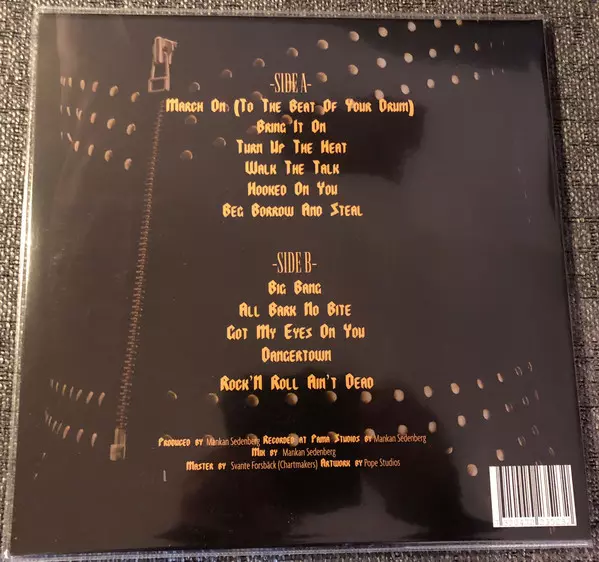 -SIDE A-
March On (To The Beat Of Your Drum)
Bring It On
Turn Up The Heat
Walk The Talk
Hooked On You
Beg Borrow And Steal
-SIDE B-
Big Bang
All Bark No Bite
Got My Eyes On You
Dangertown
Rock'N Roll Ain't Dead
Produced by Mankan Sedenberg Recorded at Pama Studios by Mankan Sedenberg
Mix by Mankan Sedenberg
Master by Svante Forsbäck (Chartmakers) Artwork by Pope Studios